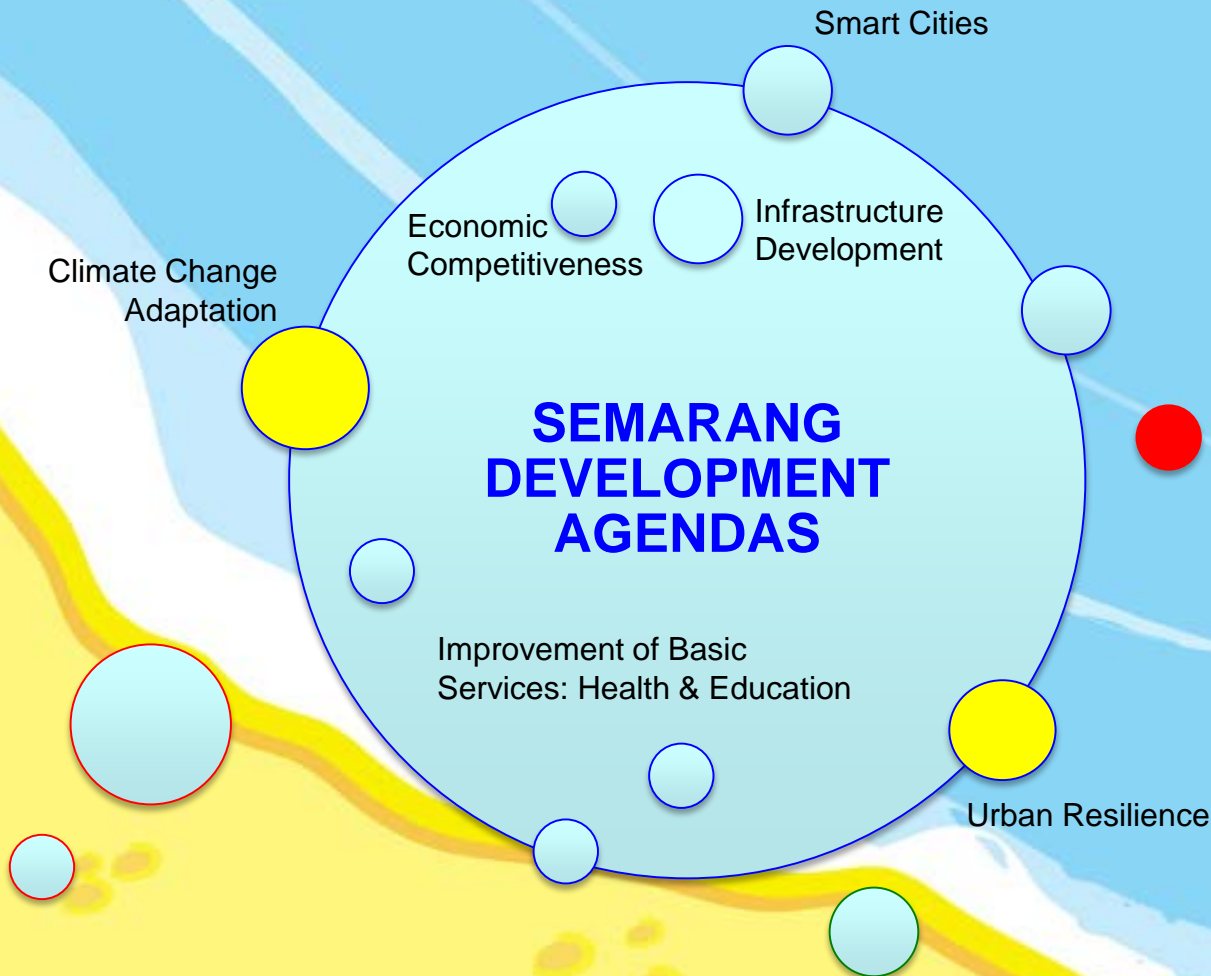 Smart Cities
Economic
Competitiveness
Infrastructure
Development
Climate Change
Adaptation
SEMARANG
DEVELOPMENT
AGENDAS
Improvement of Basic
Services: Health & Education
Urban Resilience